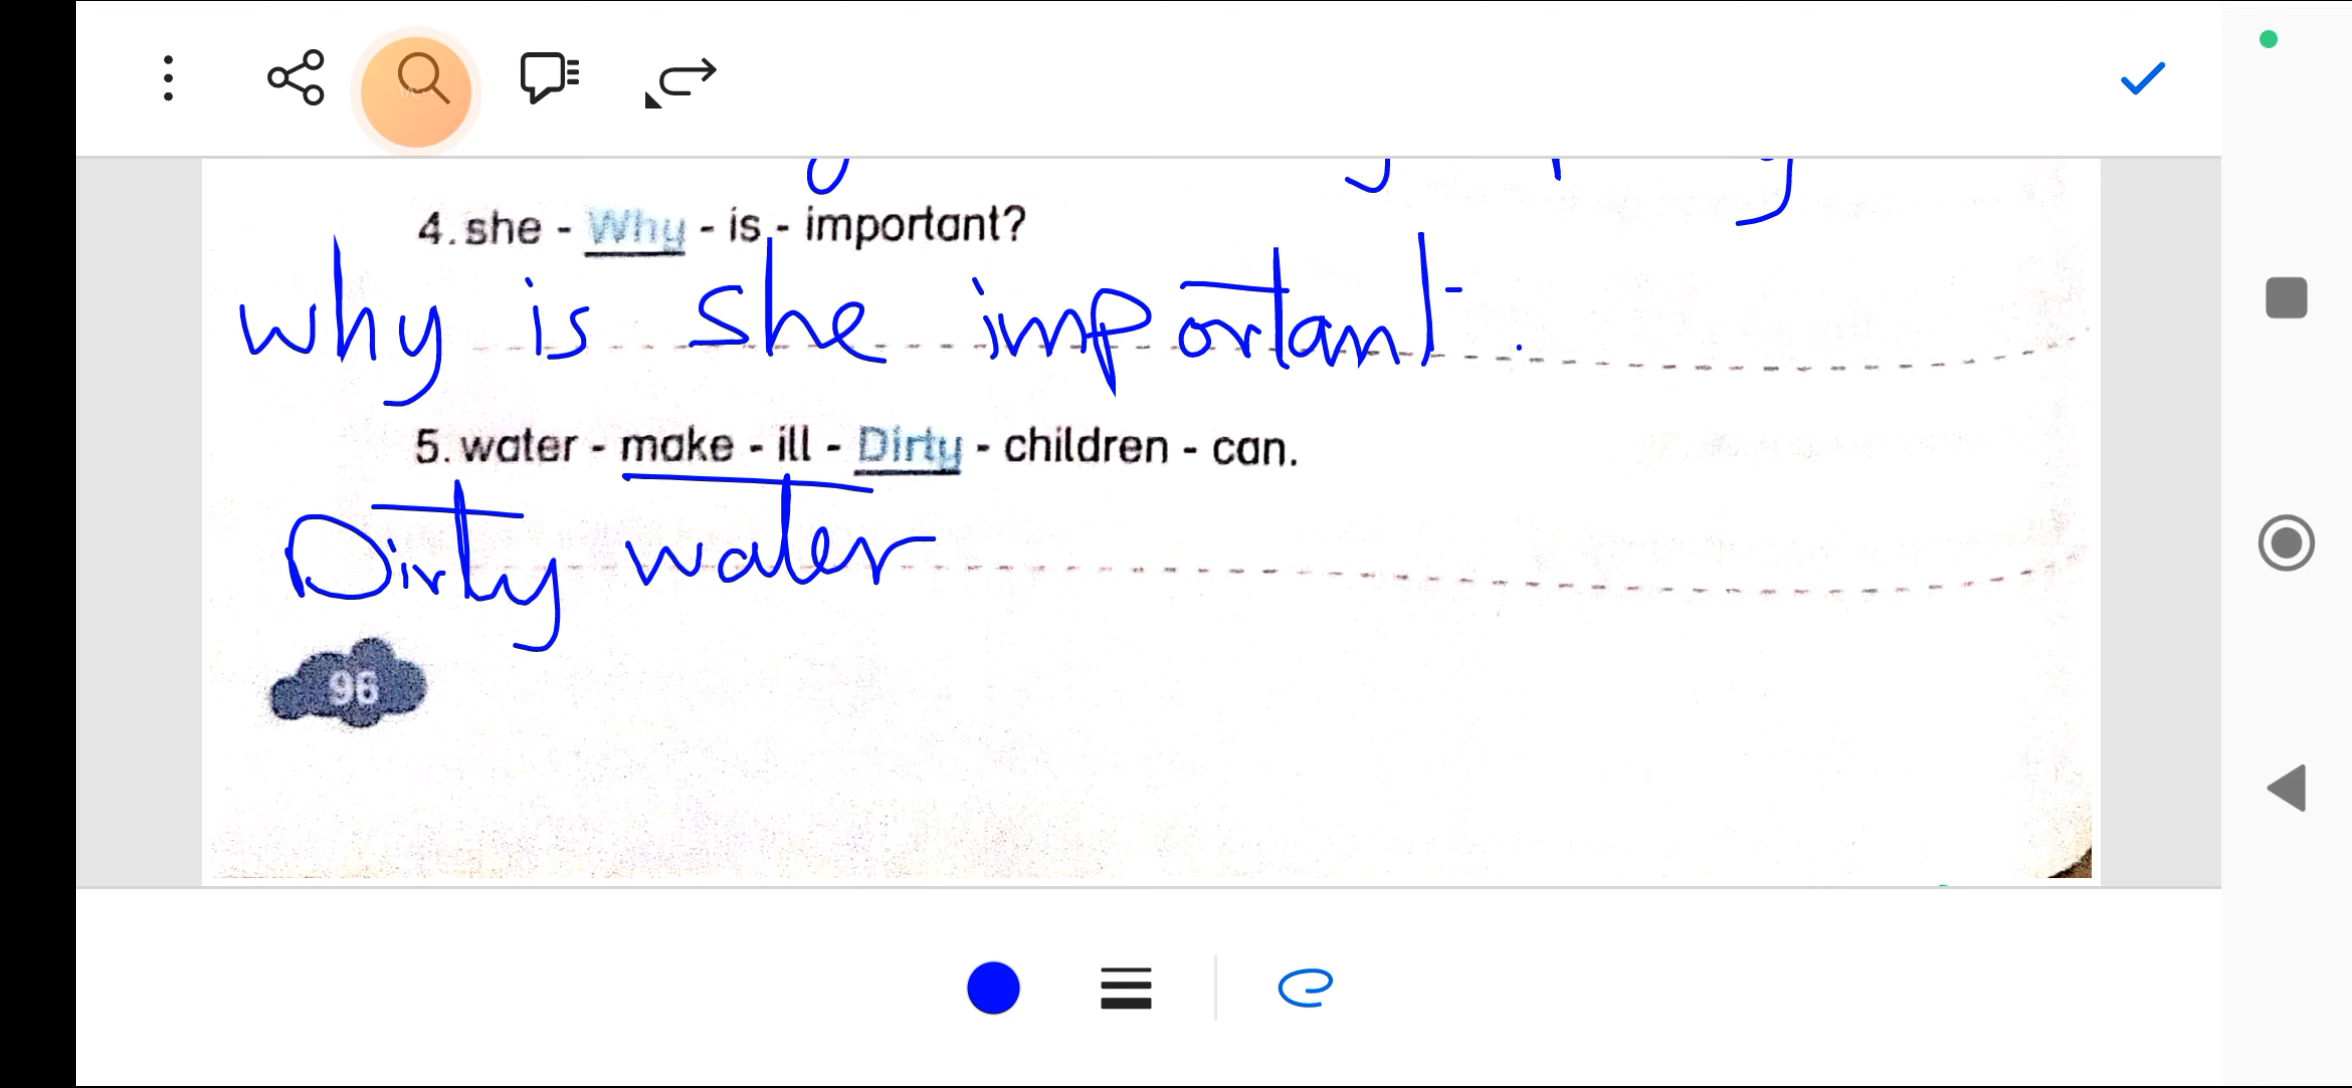 4. she - Why - is - important?
why is she important.
5. water - make - ill - Dirty - children - can.
Dirty water
96